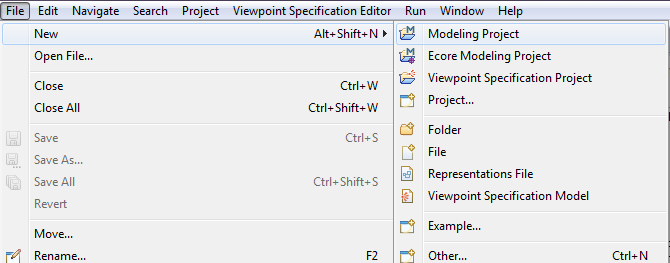 File Edit Navigate Search Project Viewpoint Specification Editor Run Window Help
New Alt+Shift+N
Open File...
Close Ctrl+W
Close All Ctrl+Shift+W
Save Ctrl+S
Save As...
Save All Ctrl+Shift+S
Revert
Move...
Rename... F2
Modeling Project
Ecore Modeling Project
Viewpoint Specification Project
Project...
Folder
File
Representations File
Viewpoint Specification Model
Example...
Other... Ctrl+N